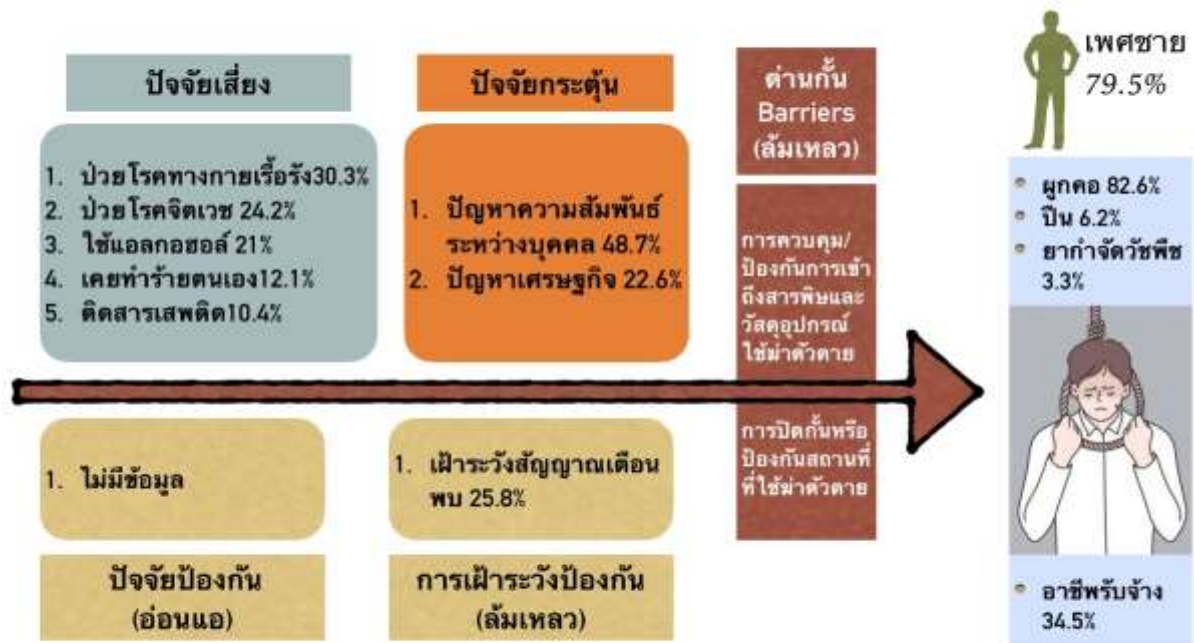 ปัจจัยเสี่ยง
1. ป่วยโรคทางกายเรื้อรัง30.3%
2. ป่วยโรคจิตเวช 24.2%
3. ใช้แอลกอฮอล์ 21%
4. เคยทำร้ายตนเอง12.1%
5. ติดสารเสพติด10.4%
ปัจจัยกระตุ้น
1. ปัญหาความสัมพันธ์
ระหว่างบุคคล 48.7%
2. ปัญหาเศรษฐกิจ 22.6%
ด่านกั้น
Barriers
(ล้มเหลว)
การควบคุม/
ป้องกันการเข้า
ถึงสารพิษและ
วัสดุอุปกรณ์
ใช้ฆ่าตัวตาย
การปิดกั้นหรือ
ป้องกันสถานที่
ที่ใช้ฆ่าตัวตาย
1. ไม่มีข้อมูล
ปัจจัยป้องกัน
(อ่อนแอ)
1. เฝ้าระวังสัญญาณเตือน
พบ 25.8%
การเฝ้าระวังป้องกัน
(ล้มเหลว)
เพศชาย
79.5%
• ผูกคอ 82.6%
• ปืน 6.2%
• ยากำจัดวัชพืช
3.3%
• อาชีพรับจ้าง
34.5%